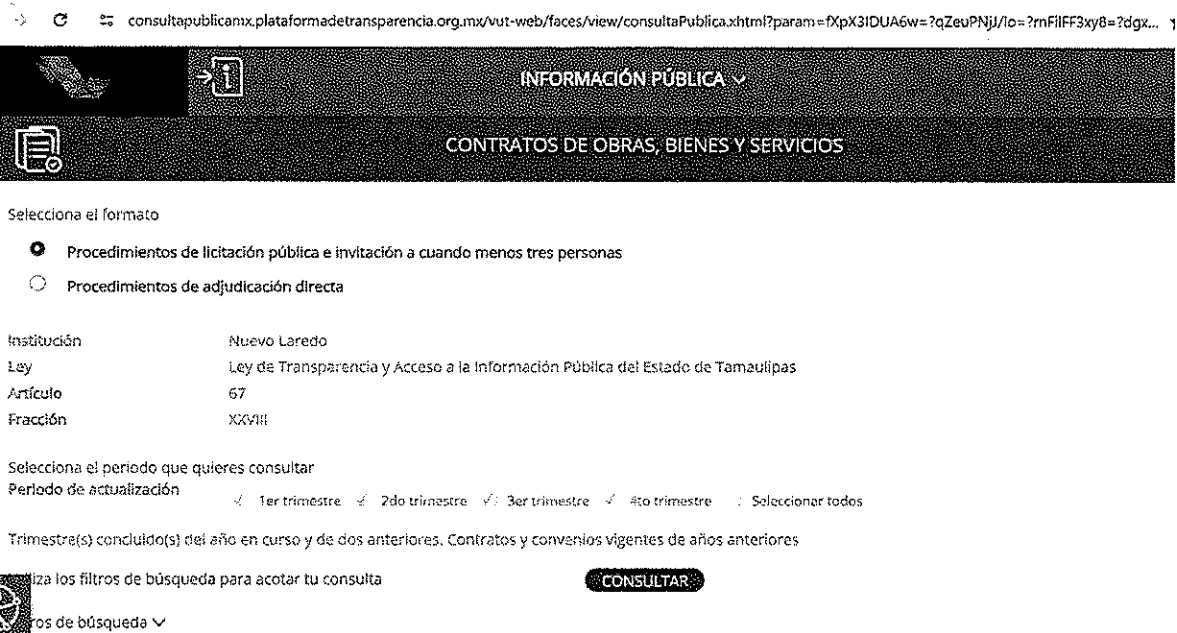 consultapublicamx.plataformadetransparencia.org.mx/vut-web/faces/view/consultaPublica.xhtml?param=
INFORMACIÓN PÚBLICA
CONTRATOS DE OBRAS, BIENES Y SERVICIOS
Selecciona el formato
Procedimientos de licitación pública e invitación a cuando menos tres personas
Procedimientos de adjudicación directa
Institución Nuevo Laredo
Ley Ley de Transparencia y Acceso a la Información Pública del Estado de Tamaulipas
Artículo 67
Fracción XXVIII
Selecciona el periodo que quieres consultar
Periodo de actualización 1er trimestre 2do trimestre 3er trimestre 4to trimestre Seleccionar todos
Trimestre(s) concluido(s) del año en curso y de dos anteriores. Contratos y convenios vigentes de años anteriores
iza los filtros de búsqueda para acotar tu consulta CONSULTAR
ros de búsqueda